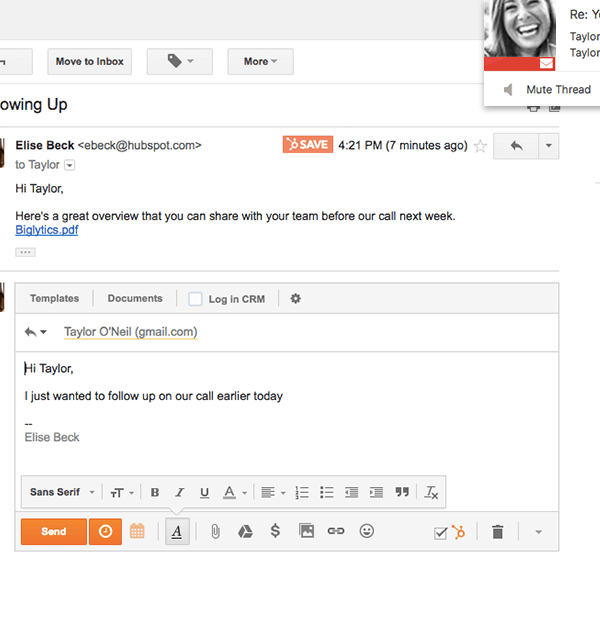 Re: Y
Taylor
Taylor
Mute Thread
Move to Inbox
More
owing Up
Elise Beck <ebeck@hubspot.com>
SAVE 4:21 PM (7 minutes ago)
to Taylor
Hi Taylor,
Here's a great overview that you can share with your team before our call next week.
Biglytics.pdf
Templates Documents Log in CRM
Taylor O'Neil (gmail.com)
Hi Taylor,
I just wanted to follow up on our call earlier today
--
Elise Beck
Sans Serif TT B I U A Tx
Send A $